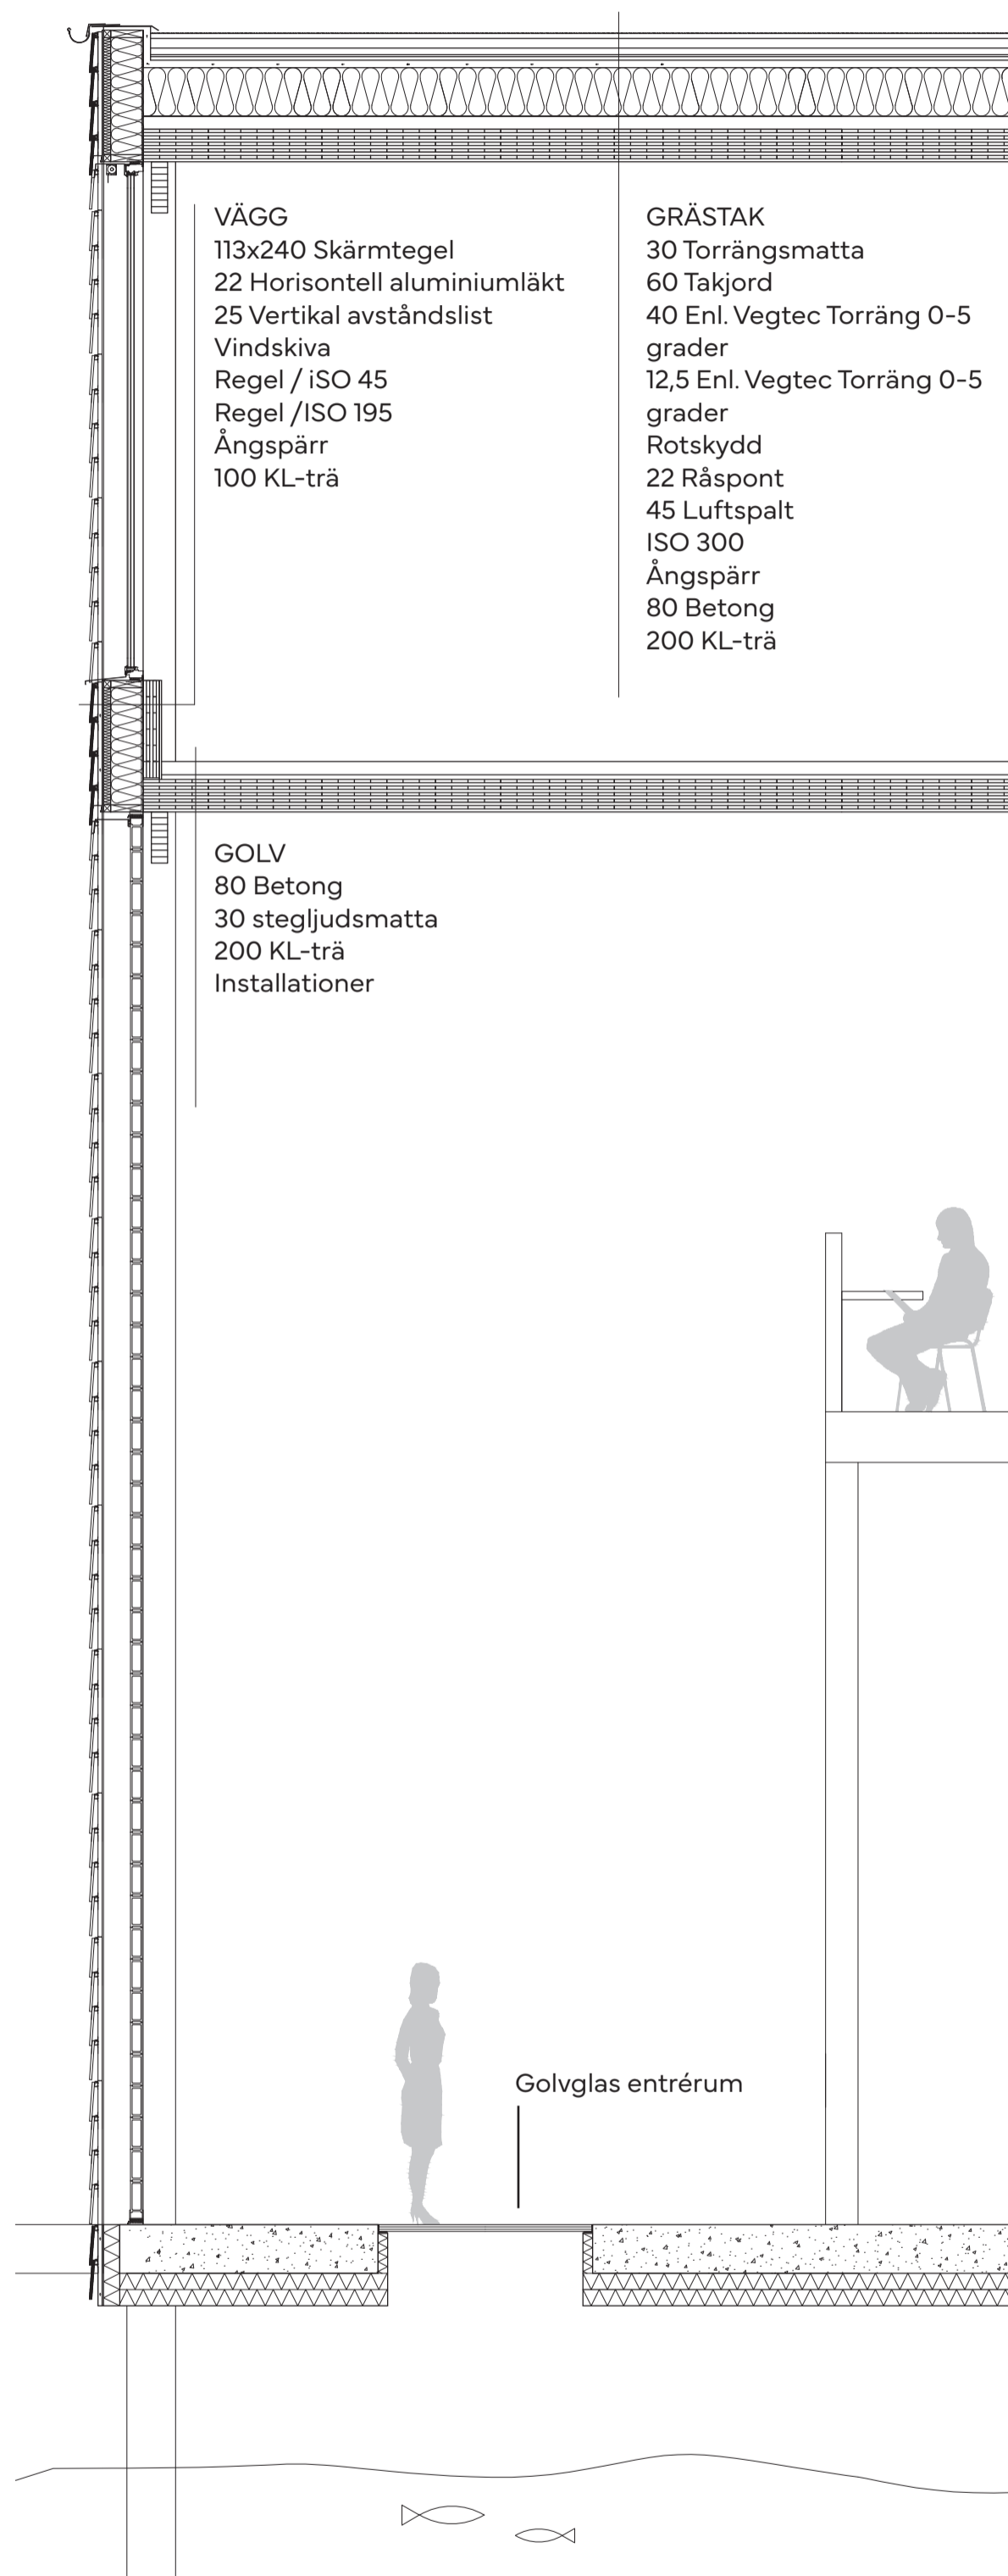 VÄGG
113x240 Skärmtegel
22 Horisontell aluminiumläkt
25 Vertikal avståndslist
Vindskiva
Regel / iSO 45
Regel /ISO 195
Ångspärr
100 KL-trä
GRÄSTAK
30 Torrängsmatta
60 Takjord
40 Enl. Vegtec Torräng 0-5
grader
12,5 Enl. Vegtec Torräng 0-5
grader
Rotskydd
22 Råspont
45 Luftspalt
ISO 300
Ångspärr
80 Betong
200 KL-trä
GOLV
80 Betong
30 stegljudsmatta
200 KL-trä
Installationer
Golvglas entrérum